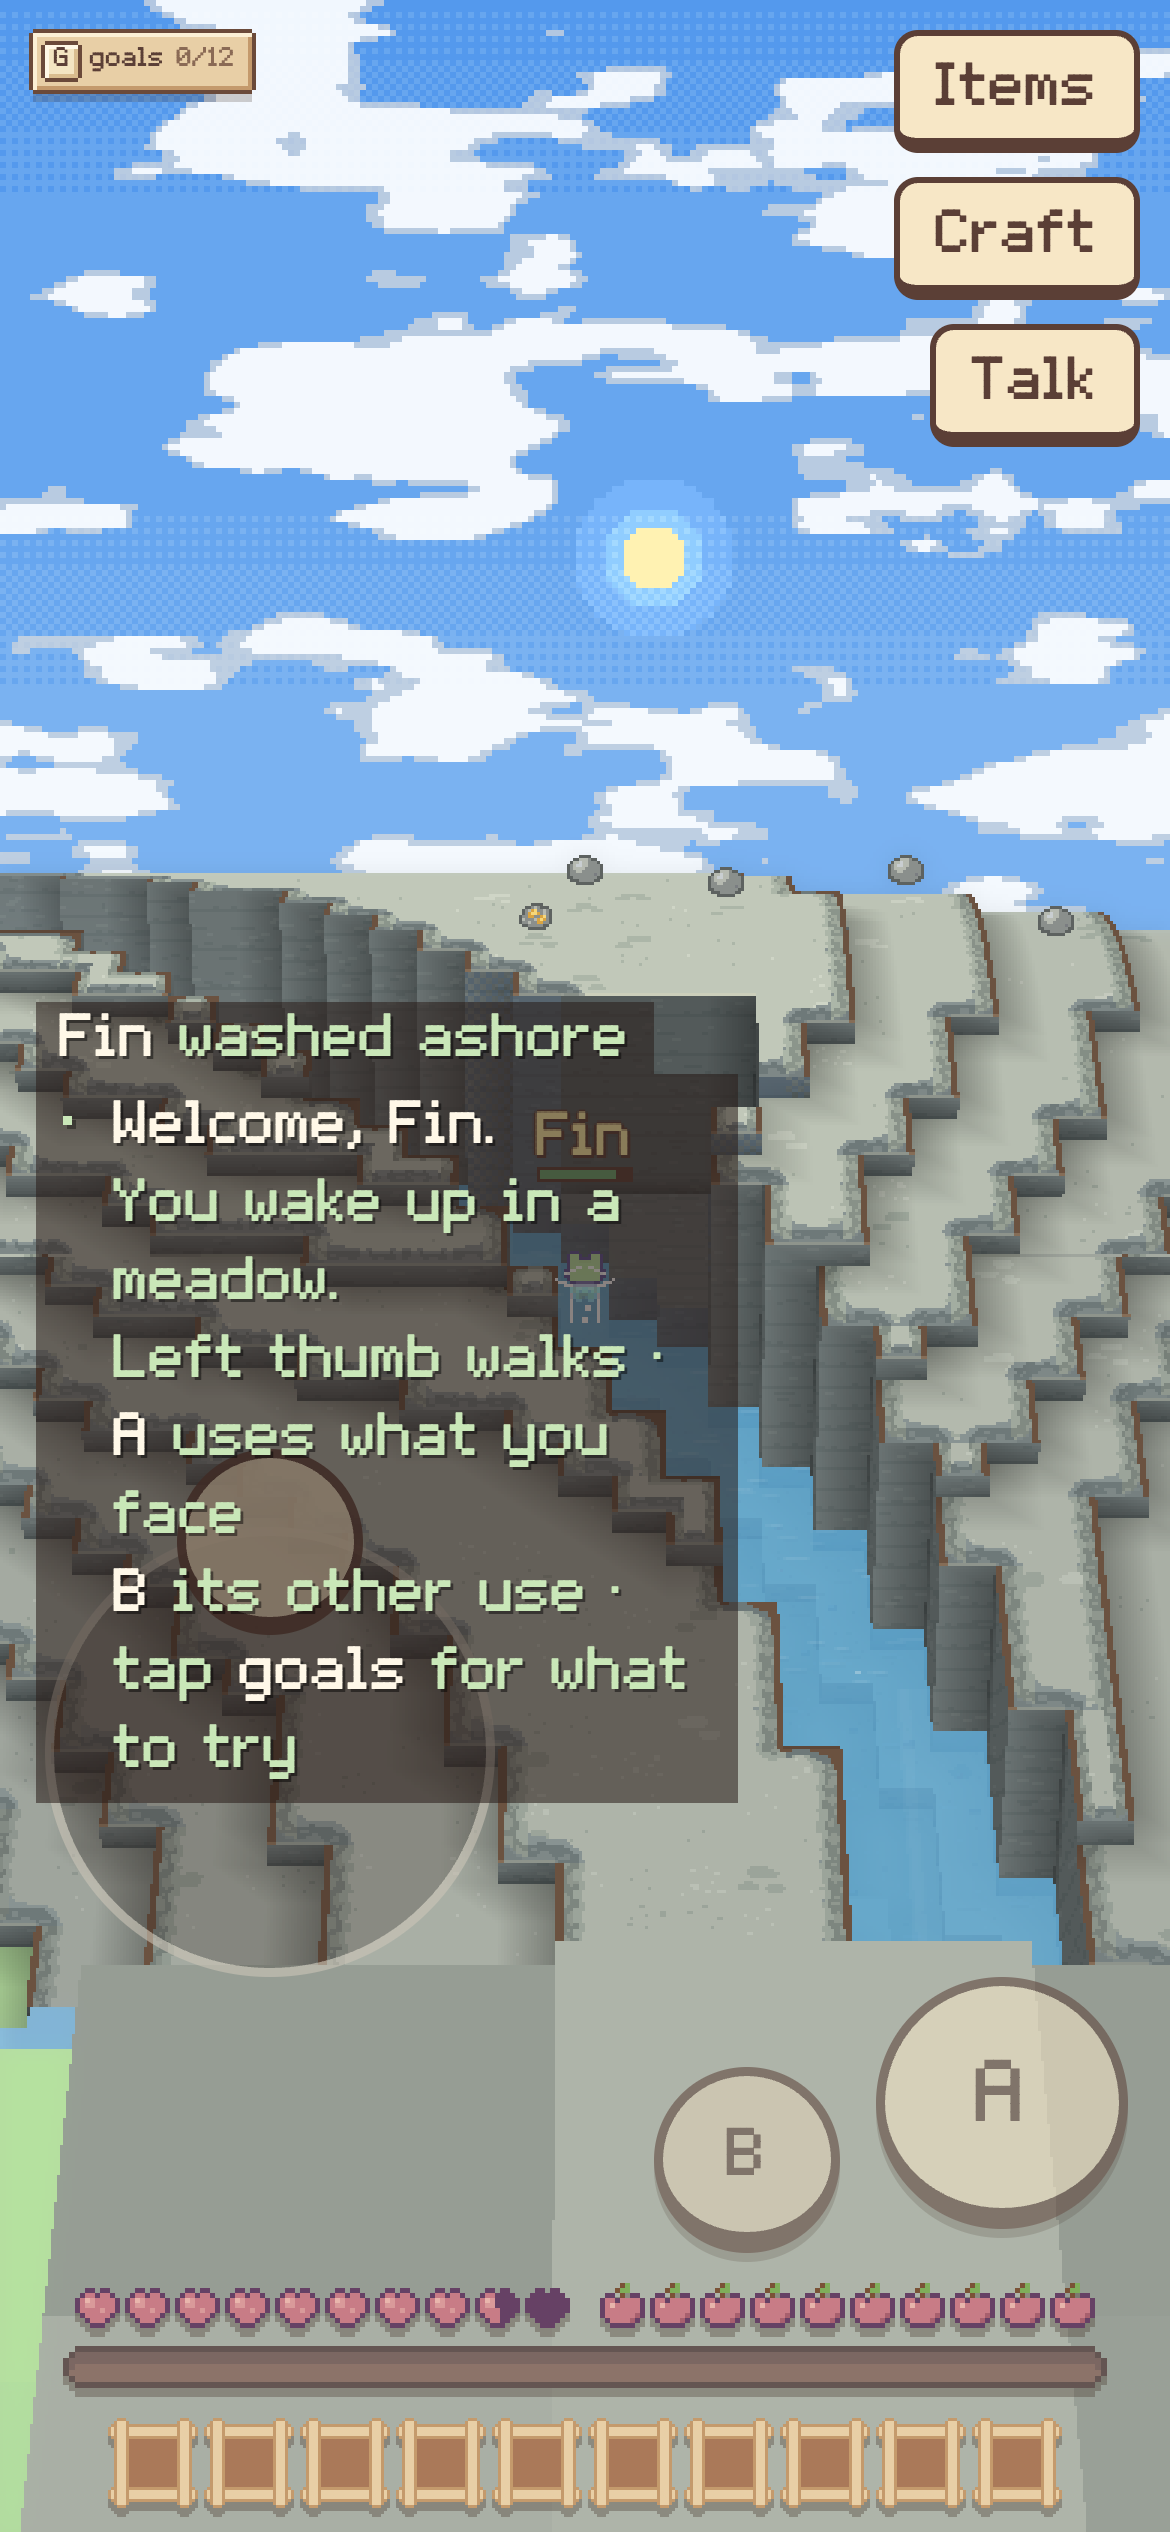 G goals 0/12
Items
Craft
Talk
Fin washed ashore
· Welcome, Fin.
Fin
You wake up in a
meadow.
Left thumb walks ·
A uses what you
face
B its other use ·
tap goals for what
to try
A
B